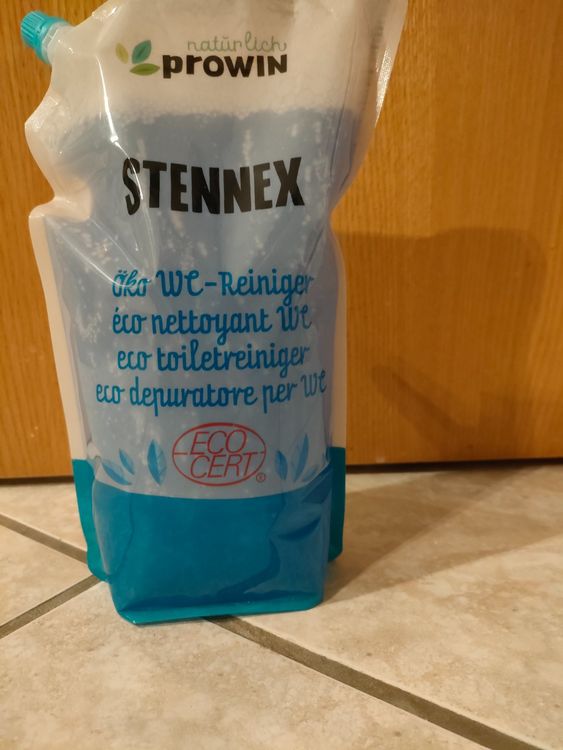 natürlich
proWIN
STENNEX
öko WC-Reiniger
éco nettoyant WC
eco toiletreiniger
eco depuratore per WC
ECO
CERT
®